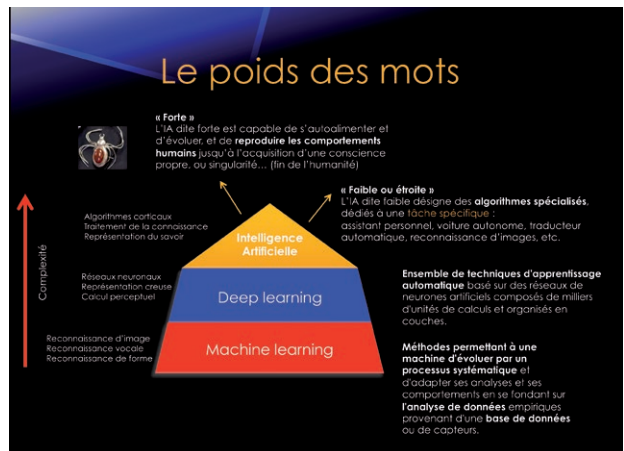 Le poids des mots
« Forte »
L'IA dite forte est capable de s'autoalimenter et
d'évoluer, et de reproduire les comportements
humains jusqu'à l'acquisition d'une conscience
propre, ou singularité... (fin de l'humanité)
« Faible ou étroite »
L'IA dite faible désigne des algorithmes spécialisés,
dédiés à une tâche spécifique :
assistant personnel, voiture autonome, traducteur
automatique, reconnaissance d'images, etc.
Complexité
Algorithmes corticaux
Traitement de la connaissance
Représentation du savoir
Intelligence
Artificielle
Réseaux neuronaux
Représentation creuse
Calcul perceptuel
Deep learning
Ensemble de techniques d'apprentissage
automatique basé sur des réseaux de
neurones artificiels composés de milliers
d'unités de calculs et organisés en
couches.
Reconnaissance d'image
Reconnaissance vocale
Reconnaissance de forme
Machine learning
Méthodes permettant à une
machine d'évoluer par un
processus systématique et
d'adapter ses analyses et ses
comportements en se fondant sur
l'analyse de données empiriques
provenant d'une base de données
ou de capteurs.